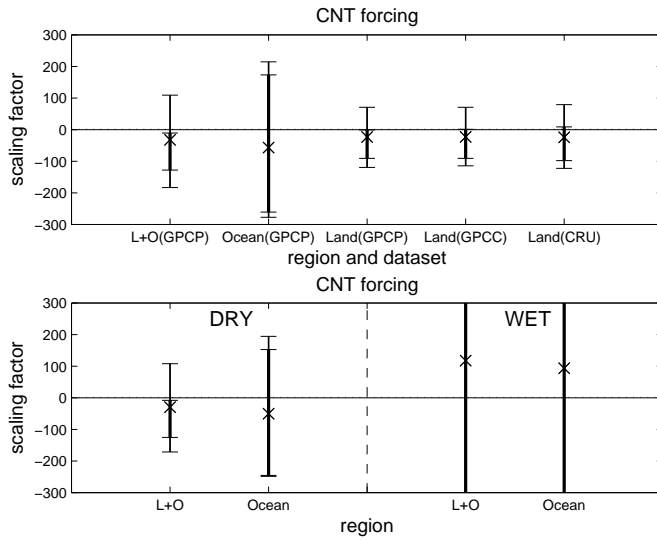 CNT forcing
300
200
100
0
−100
−200
−300
scaling factor
L+O(GPCP) Ocean(GPCP) Land(GPCP) Land(GPCC) Land(CRU)
region and dataset
CNT forcing
DRY WET
300
200
100
0
−100
−200
−300
scaling factor
L+O Ocean L+O Ocean
region